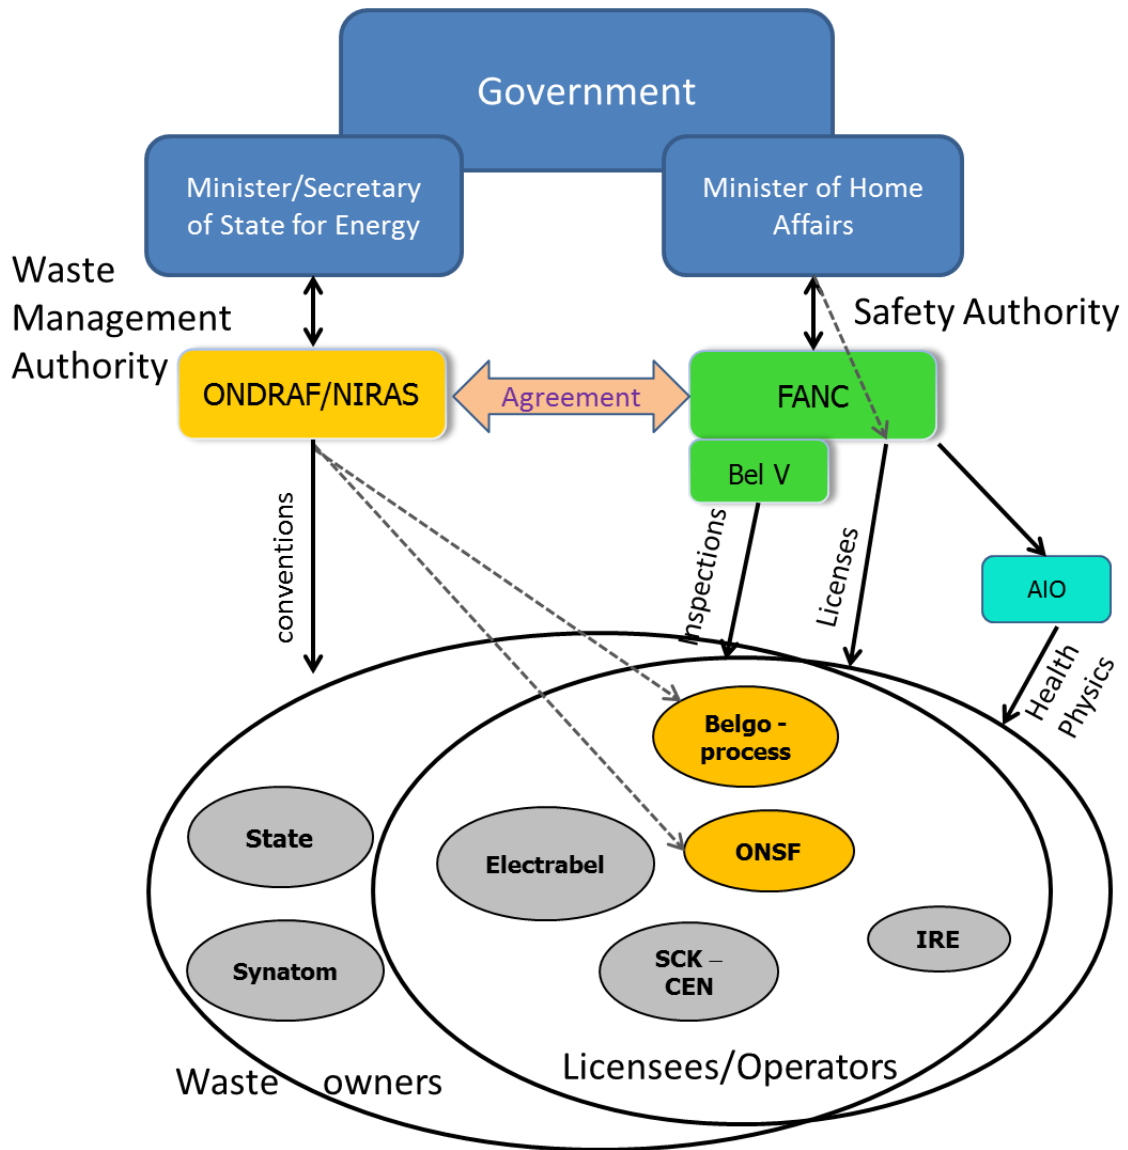 Government
Minister/Secretary
of State for Energy
Minister of Home
Affairs
Waste
Management
Authority
Safety Authority
ONDRAF/NIRAS
Agreement
FANC
Bel V
conventions
Inspections
Licenses
AIO
Health
Physics
Belgo -
process
State
Electrabel
ONSF
Synatom
SCK –
CEN
IRE
Waste owners
Licensees/Operators